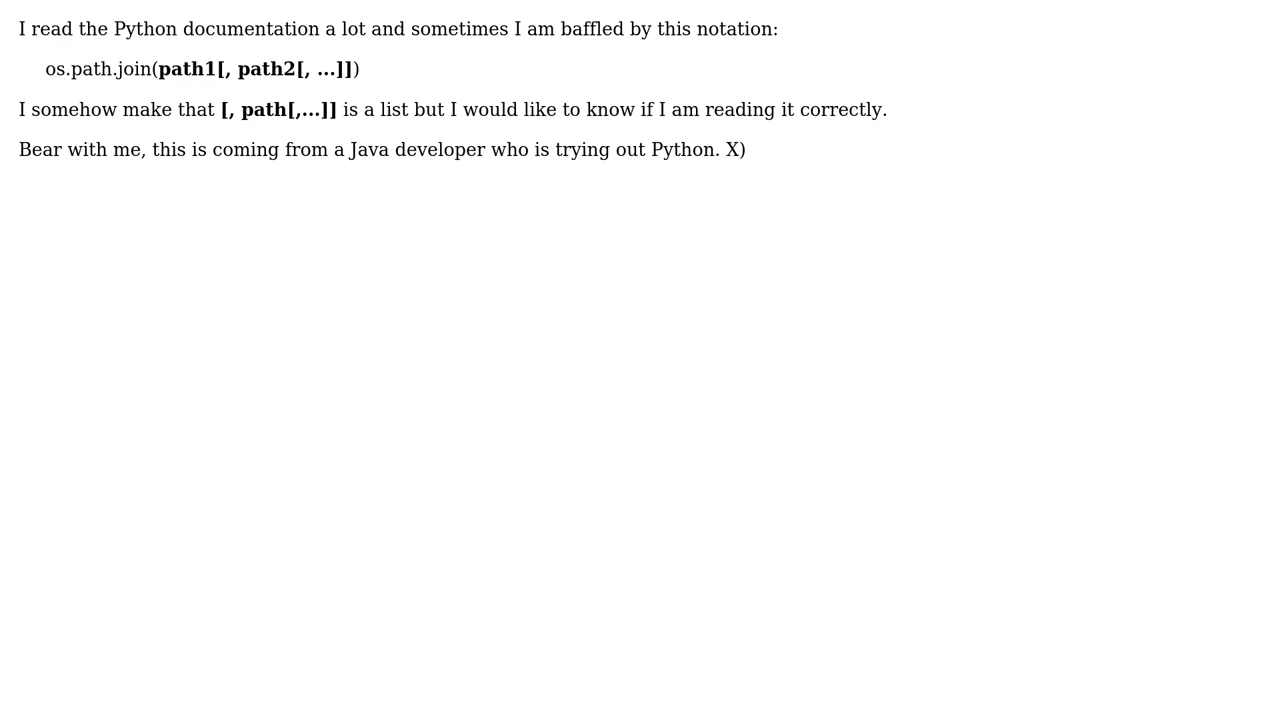 I read the Python documentation a lot and sometimes I am baffled by this notation:
os.path.join(path1[, path2[, ...]])
I somehow make that [, path[,...]] is a list but I would like to know if I am reading it correctly.
Bear with me, this is coming from a Java developer who is trying out Python. X)